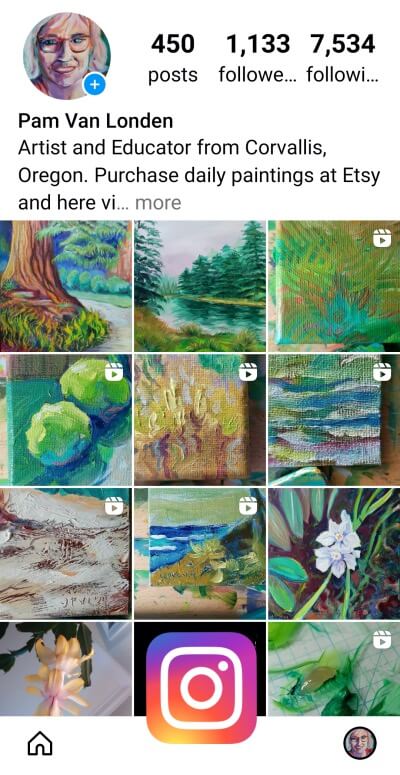 450 1,133 7,534
posts followe... followi...
Pam Van Londen
Artist and Educator from Corvallis,
Oregon. Purchase daily paintings at Etsy
and here vi... more